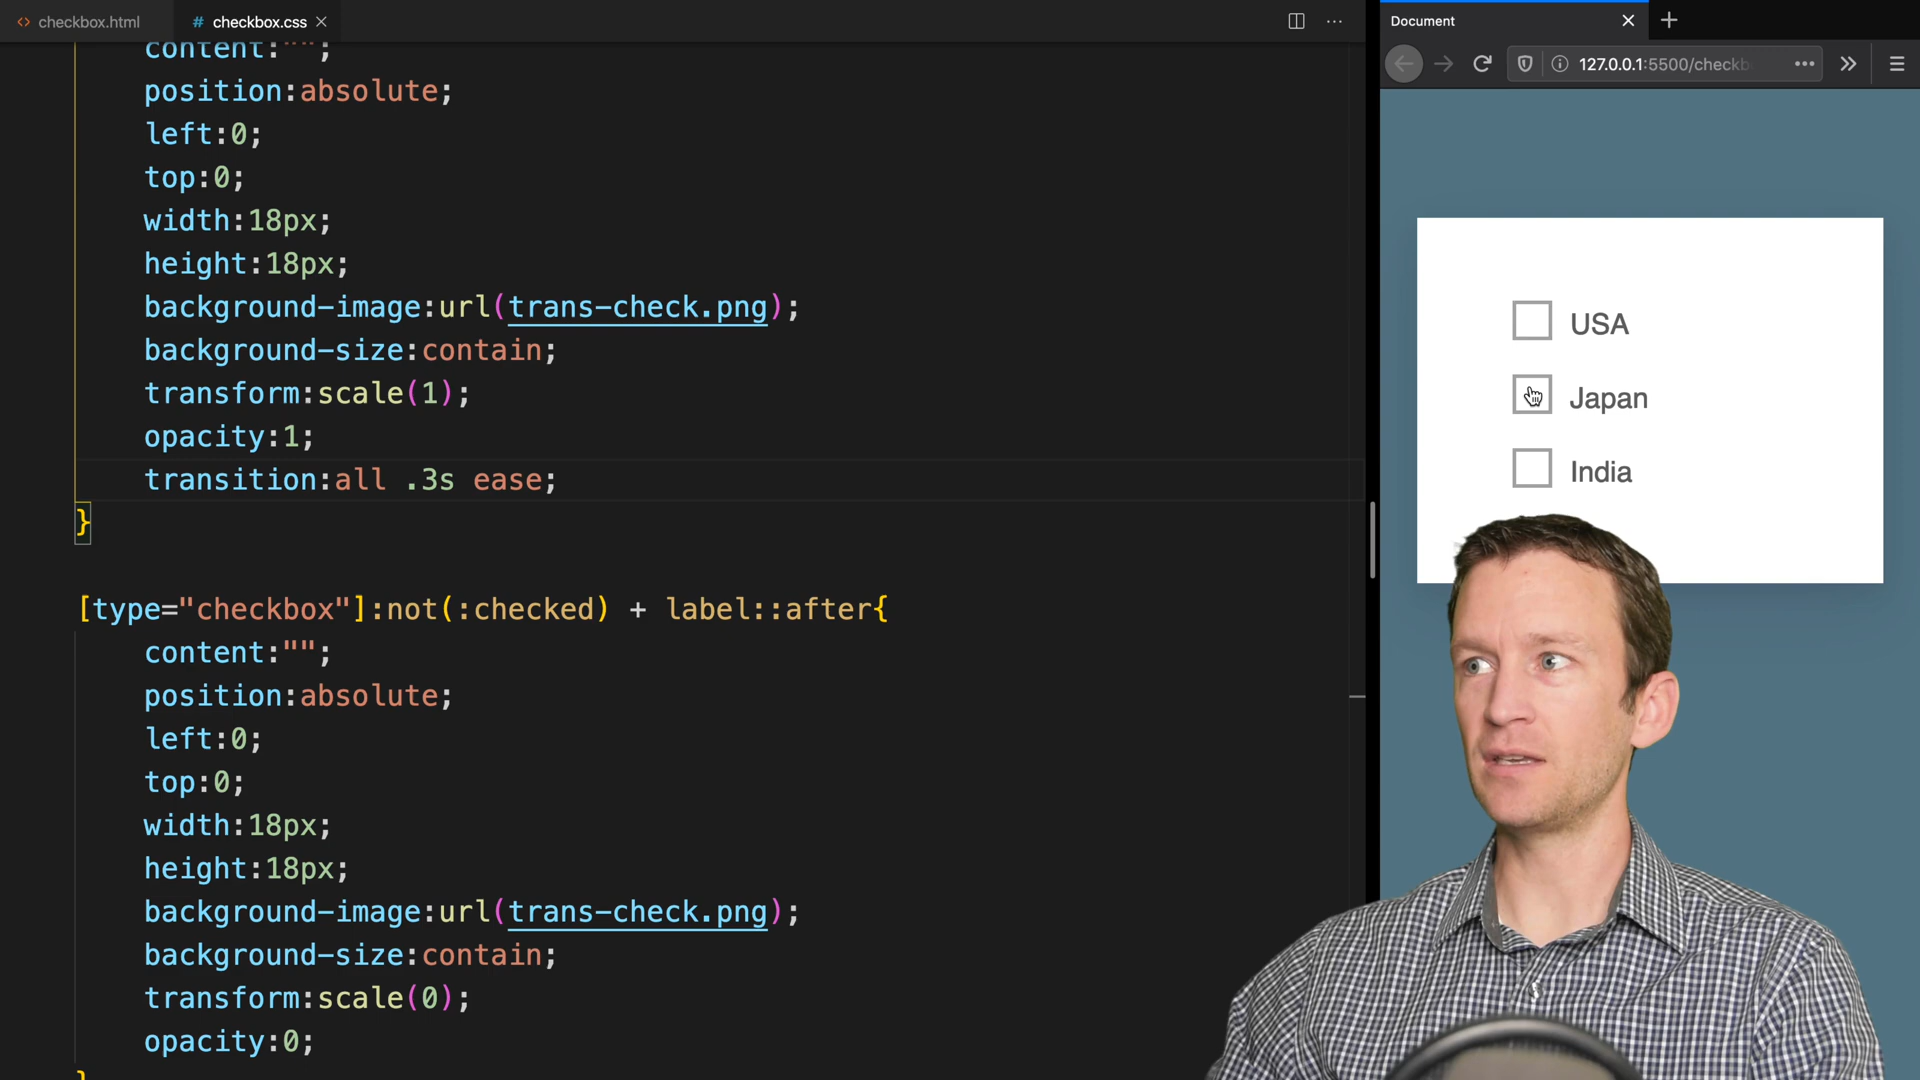 checkbox.html
# checkbox.css
content:"";
position:absolute;
left:0;
top:0;
width:18px;
height:18px;
background-image:url(trans-check.png);
background-size:contain;
transform:scale(1);
opacity:1;
transition:all .3s ease;
}
[type="checkbox"]:not(:checked) + label::after{
content:"";
position:absolute;
left:0;
top:0;
width:18px;
height:18px;
background-image:url(trans-check.png);
background-size:contain;
transform:scale(0);
opacity:0;
}
Document
127.0.0.1:5500/checkb
USA
Japan
India